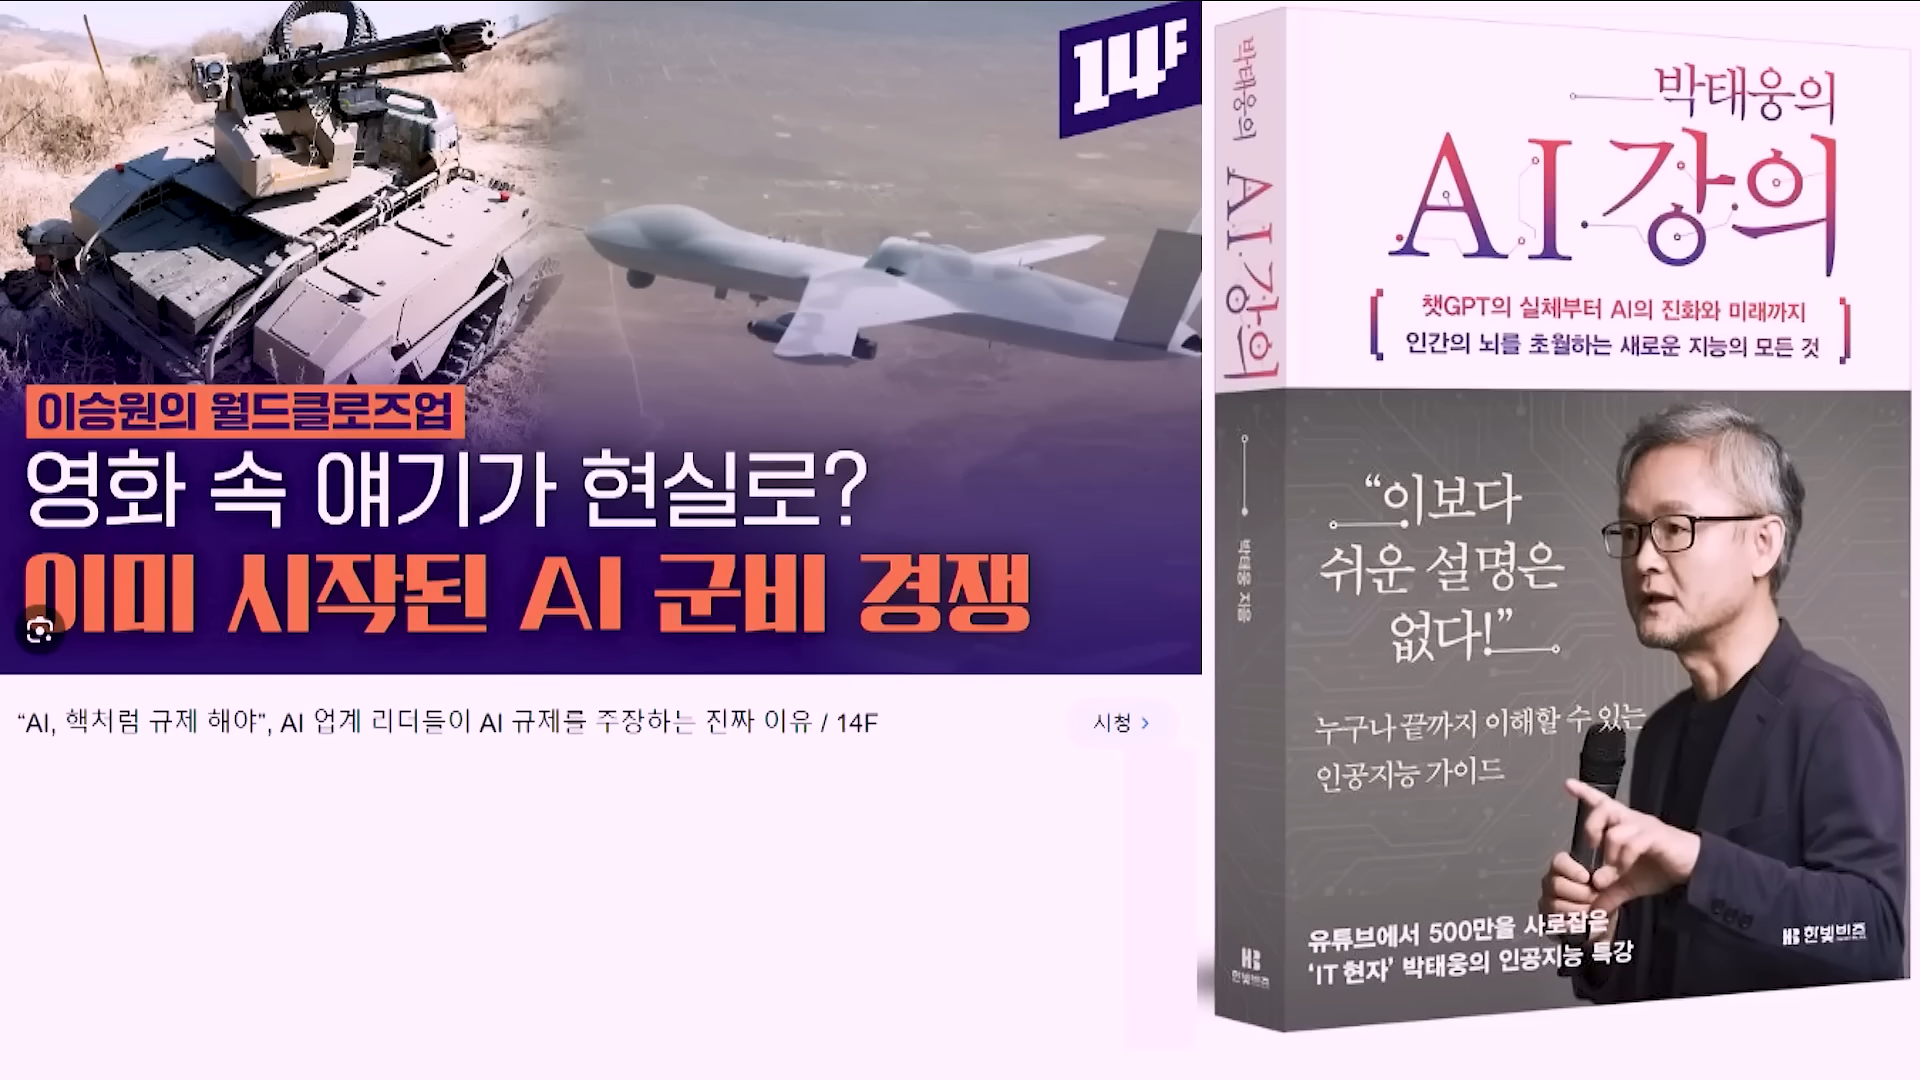 14F
이승원의 월드클로즈업
영화 속 얘기가 현실로?
이미 시작된 AI 군비 경쟁
“AI, 핵처럼 규제 해야”, AI 업계 리더들이 AI 규제를 주장하는 진짜 이유 / 14F
시청
박태웅의 AI 강의
박태웅 지음
HB
한빛비즈
박태웅의
AI 강의
챗GPT의 실체부터 AI의 진화와 미래까지
인간의 뇌를 초월하는 새로운 지능의 모든 것
“이보다
쉬운 설명은
없다!”
누구나 끝까지 이해할 수 있는
인공지능 가이드
유튜브에서 500만을 사로잡은
‘IT 현자’ 박태웅의 인공지능 특강
HB 한빛비즈